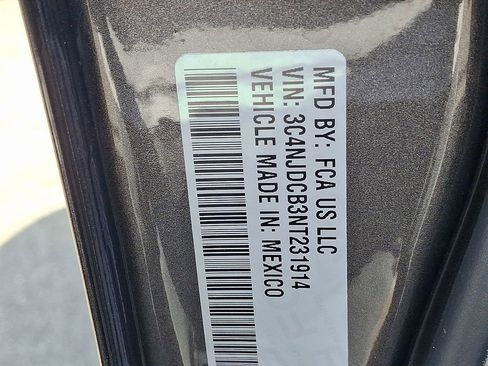 MFD BY: FCA US LLC
VIN: 3C4NJDCB3NT231914
VEHICLE MADE IN: MEXICO